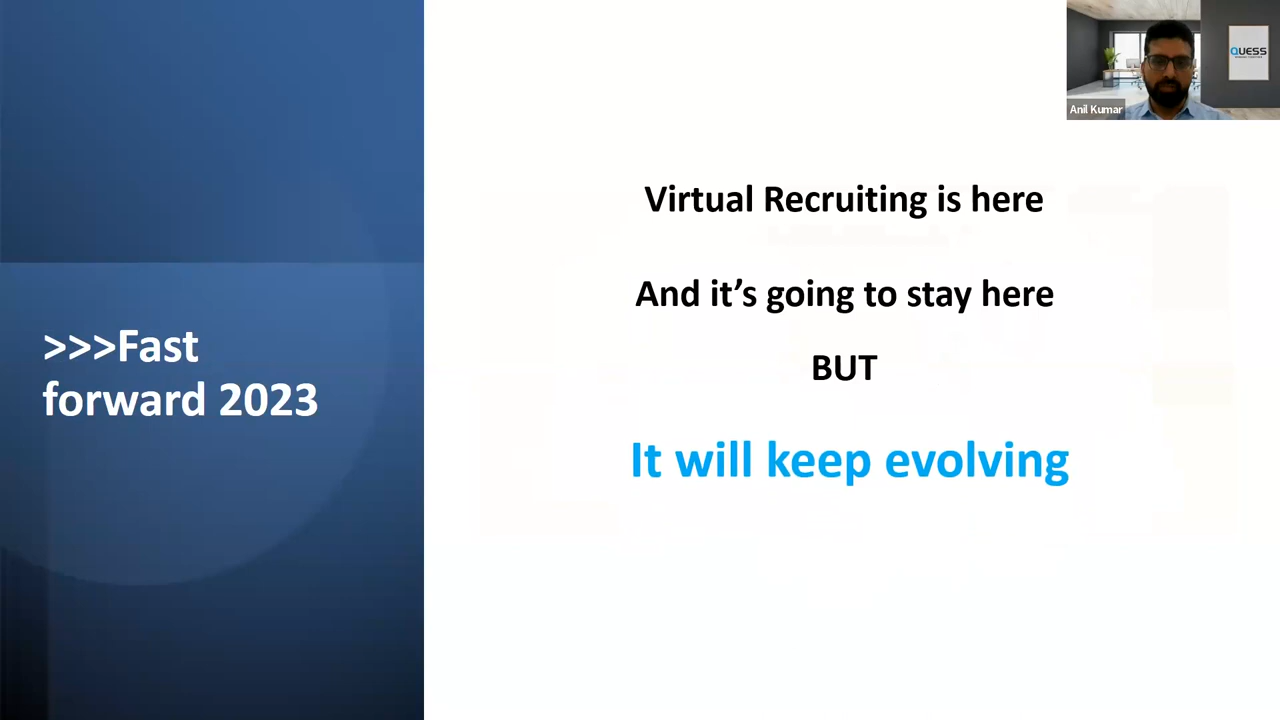 QUESS
Anil Kumar
Virtual Recruiting is here
And it’s going to stay here
BUT
It will keep evolving
>>>Fast
forward 2023